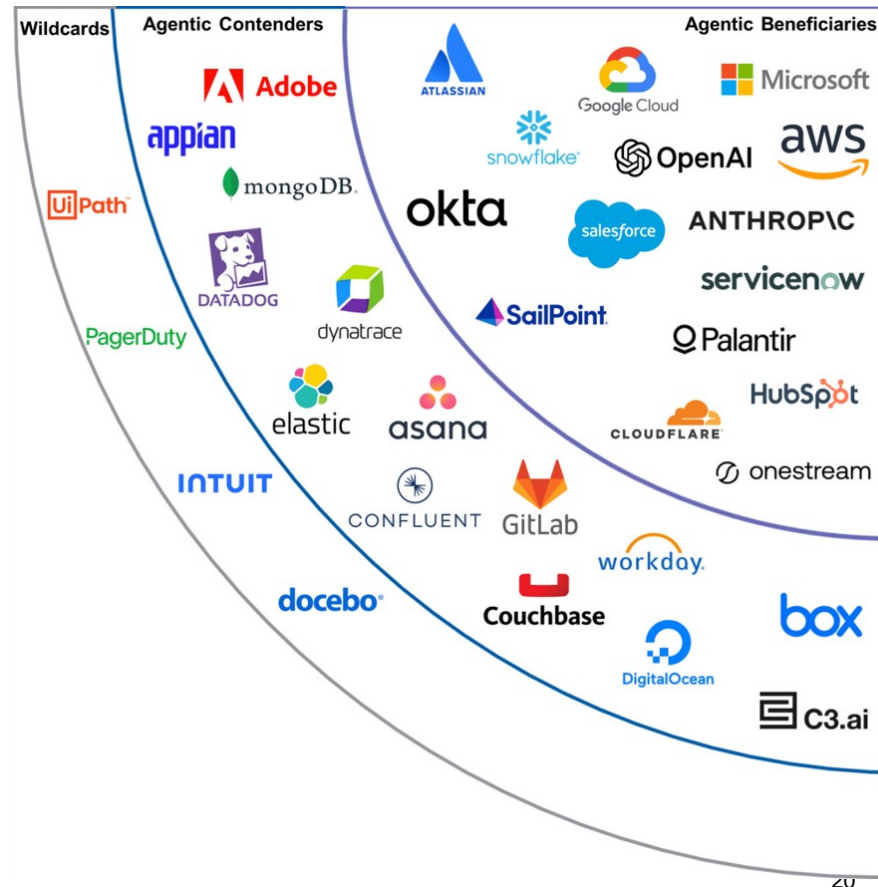 Wildcards
Agentic Contenders
Agentic Beneficiaries
Adobe
ATLASSIAN
Google Cloud
Microsoft
appian
snowflake®
OpenAI
aws
mongoDB®
UiPath™
okta
salesforce
ANTHROP\C
DATADOG
servicenow
dynatrace
SailPoint®
PagerDuty
Palantir
elastic
asana
HubSpot
CLOUDFLARE®
INTUIT
CONFLUENT
GitLab
onestream
workday®
docebo®
Couchbase
box
DigitalOcean
C3.ai
20